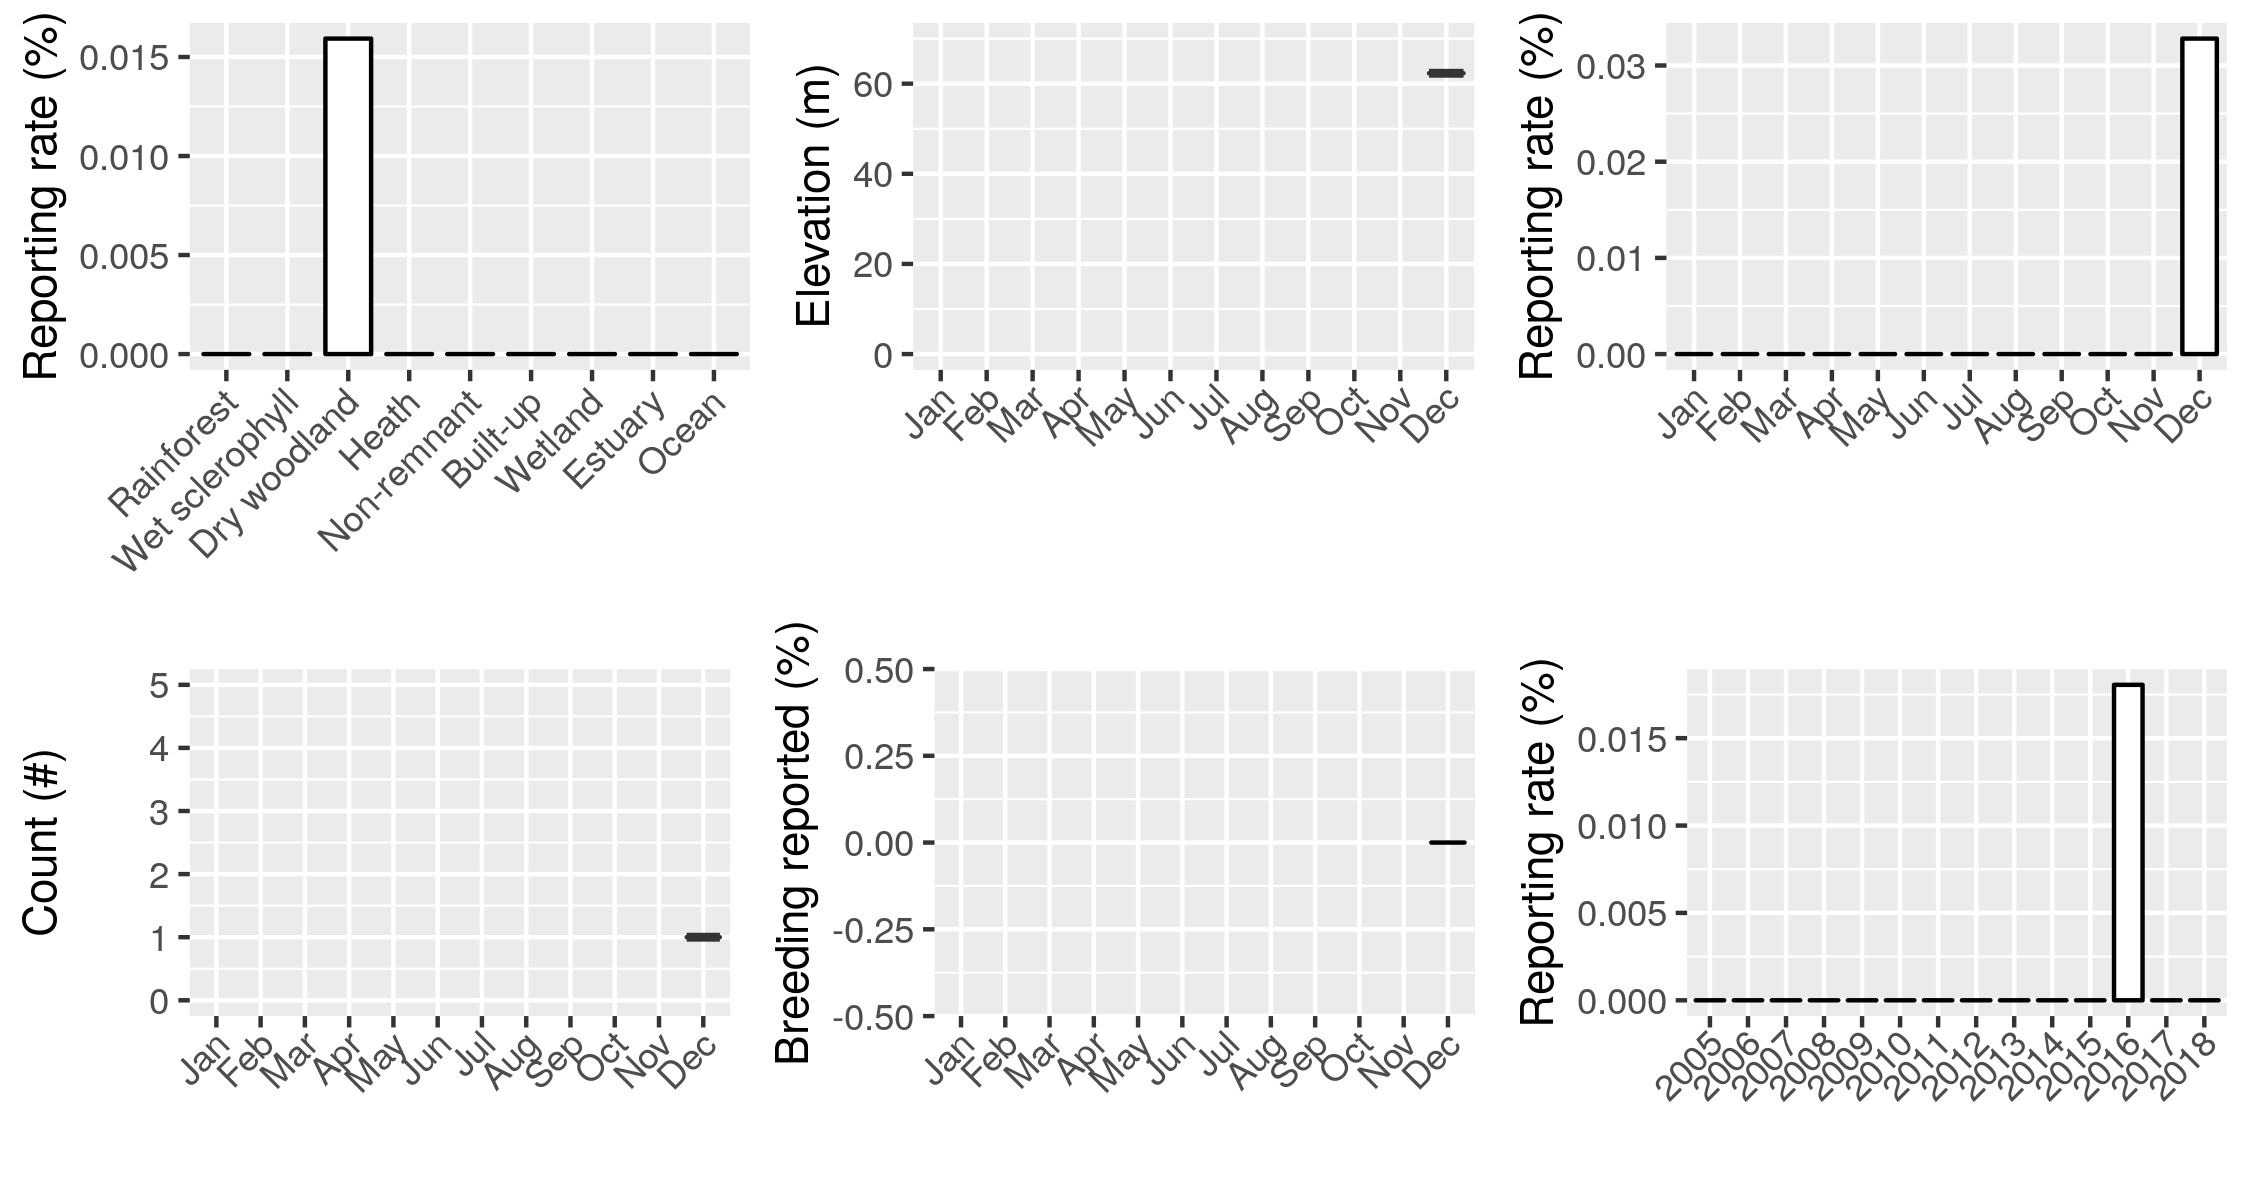 Reporting rate (%)
0.015
0.010
0.005
0.000
Rainforest
Wet sclerophyll
Dry woodland
Heath
Non-remnant
Built-up
Wetland
Estuary
Ocean
Elevation (m)
60
40
20
0
Jan
Feb
Mar
Apr
May
Jun
Jul
Aug
Sep
Oct
Nov
Dec
Reporting rate (%)
0.03
0.02
0.01
0.00
Jan
Feb
Mar
Apr
May
Jun
Jul
Aug
Sep
Oct
Nov
Dec
Count (#)
5
4
3
2
1
0
Jan
Feb
Mar
Apr
May
Jun
Jul
Aug
Sep
Oct
Nov
Dec
Breeding reported (%)
0.50
0.25
0.00
-0.25
-0.50
Jan
Feb
Mar
Apr
May
Jun
Jul
Aug
Sep
Oct
Nov
Dec
Reporting rate (%)
0.015
0.010
0.005
0.000
2005
2006
2007
2008
2009
2010
2011
2012
2013
2014
2015
2016
2017
2018